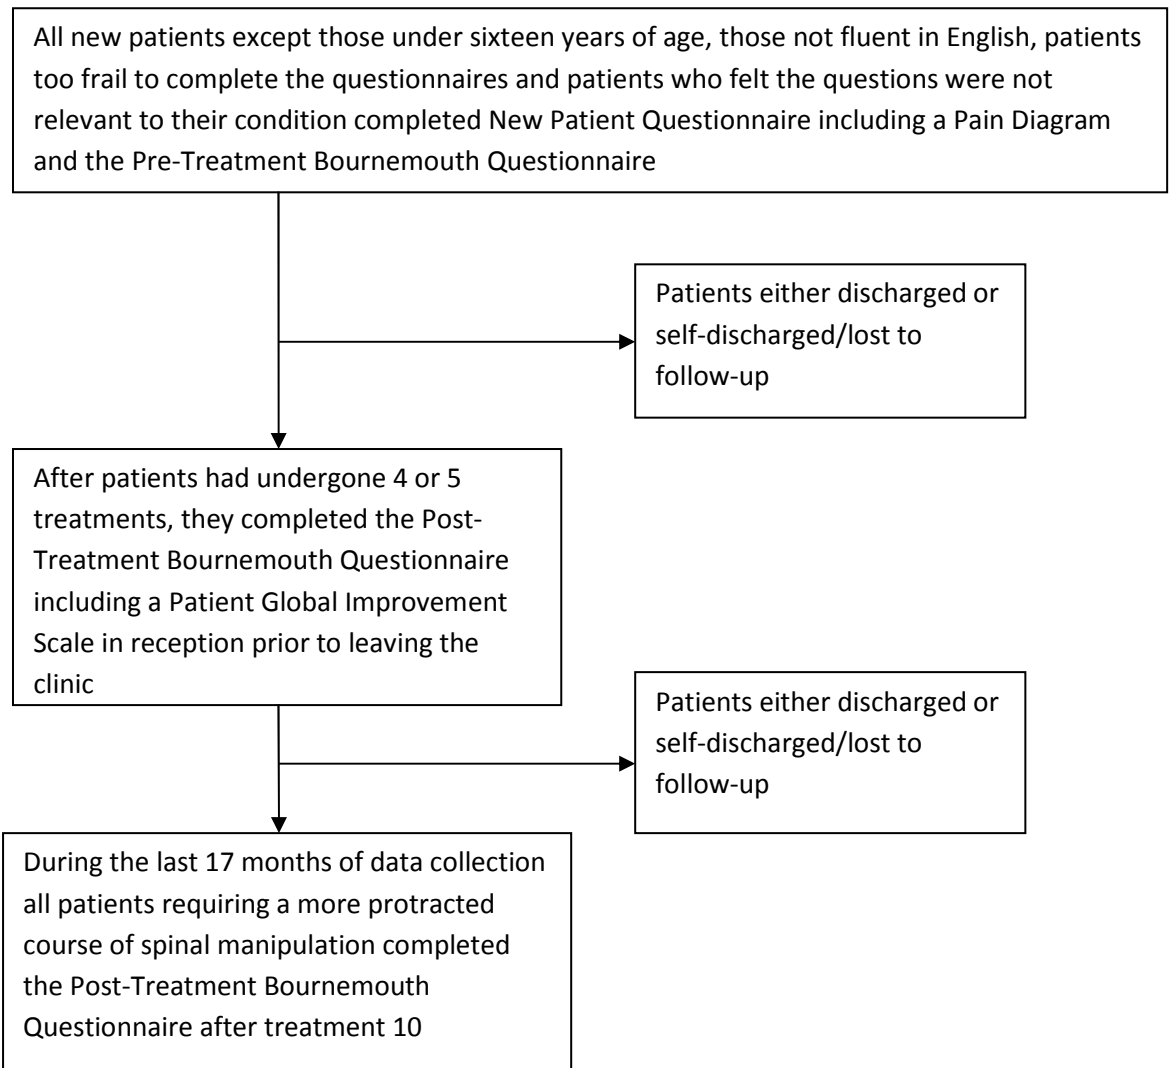 All new patients except those under sixteen years of age, those not fluent in English, patients
too frail to complete the questionnaires and patients who felt the questions were not
relevant to their condition completed New Patient Questionnaire including a Pain Diagram
and the Pre-Treatment Bournemouth Questionnaire
Patients either discharged or
self-discharged/lost to
follow-up
After patients had undergone 4 or 5
treatments, they completed the Post-
Treatment Bournemouth Questionnaire
including a Patient Global Improvement
Scale in reception prior to leaving the
clinic
Patients either discharged or
self-discharged/lost to
follow-up
During the last 17 months of data collection
all patients requiring a more protracted
course of spinal manipulation completed
the Post-Treatment Bournemouth
Questionnaire after treatment 10